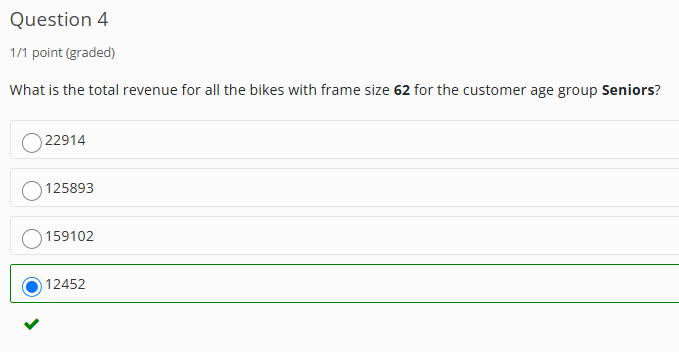 Question 4
1/1 point (graded)
What is the total revenue for all the bikes with frame size 62 for the customer age group Seniors?
22914
125893
159102
12452